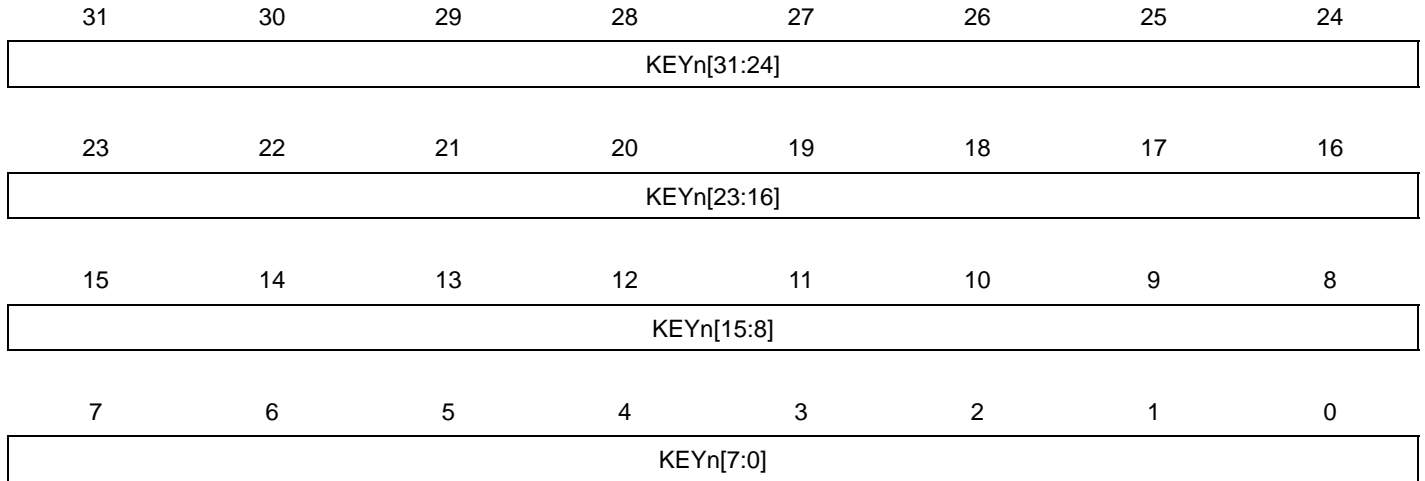 31 30 29 28 27 26 25 24
KEYn[31:24]
23 22 21 20 19 18 17 16
KEYn[23:16]
15 14 13 12 11 10 9 8
KEYn[15:8]
7 6 5 4 3 2 1 0
KEYn[7:0]